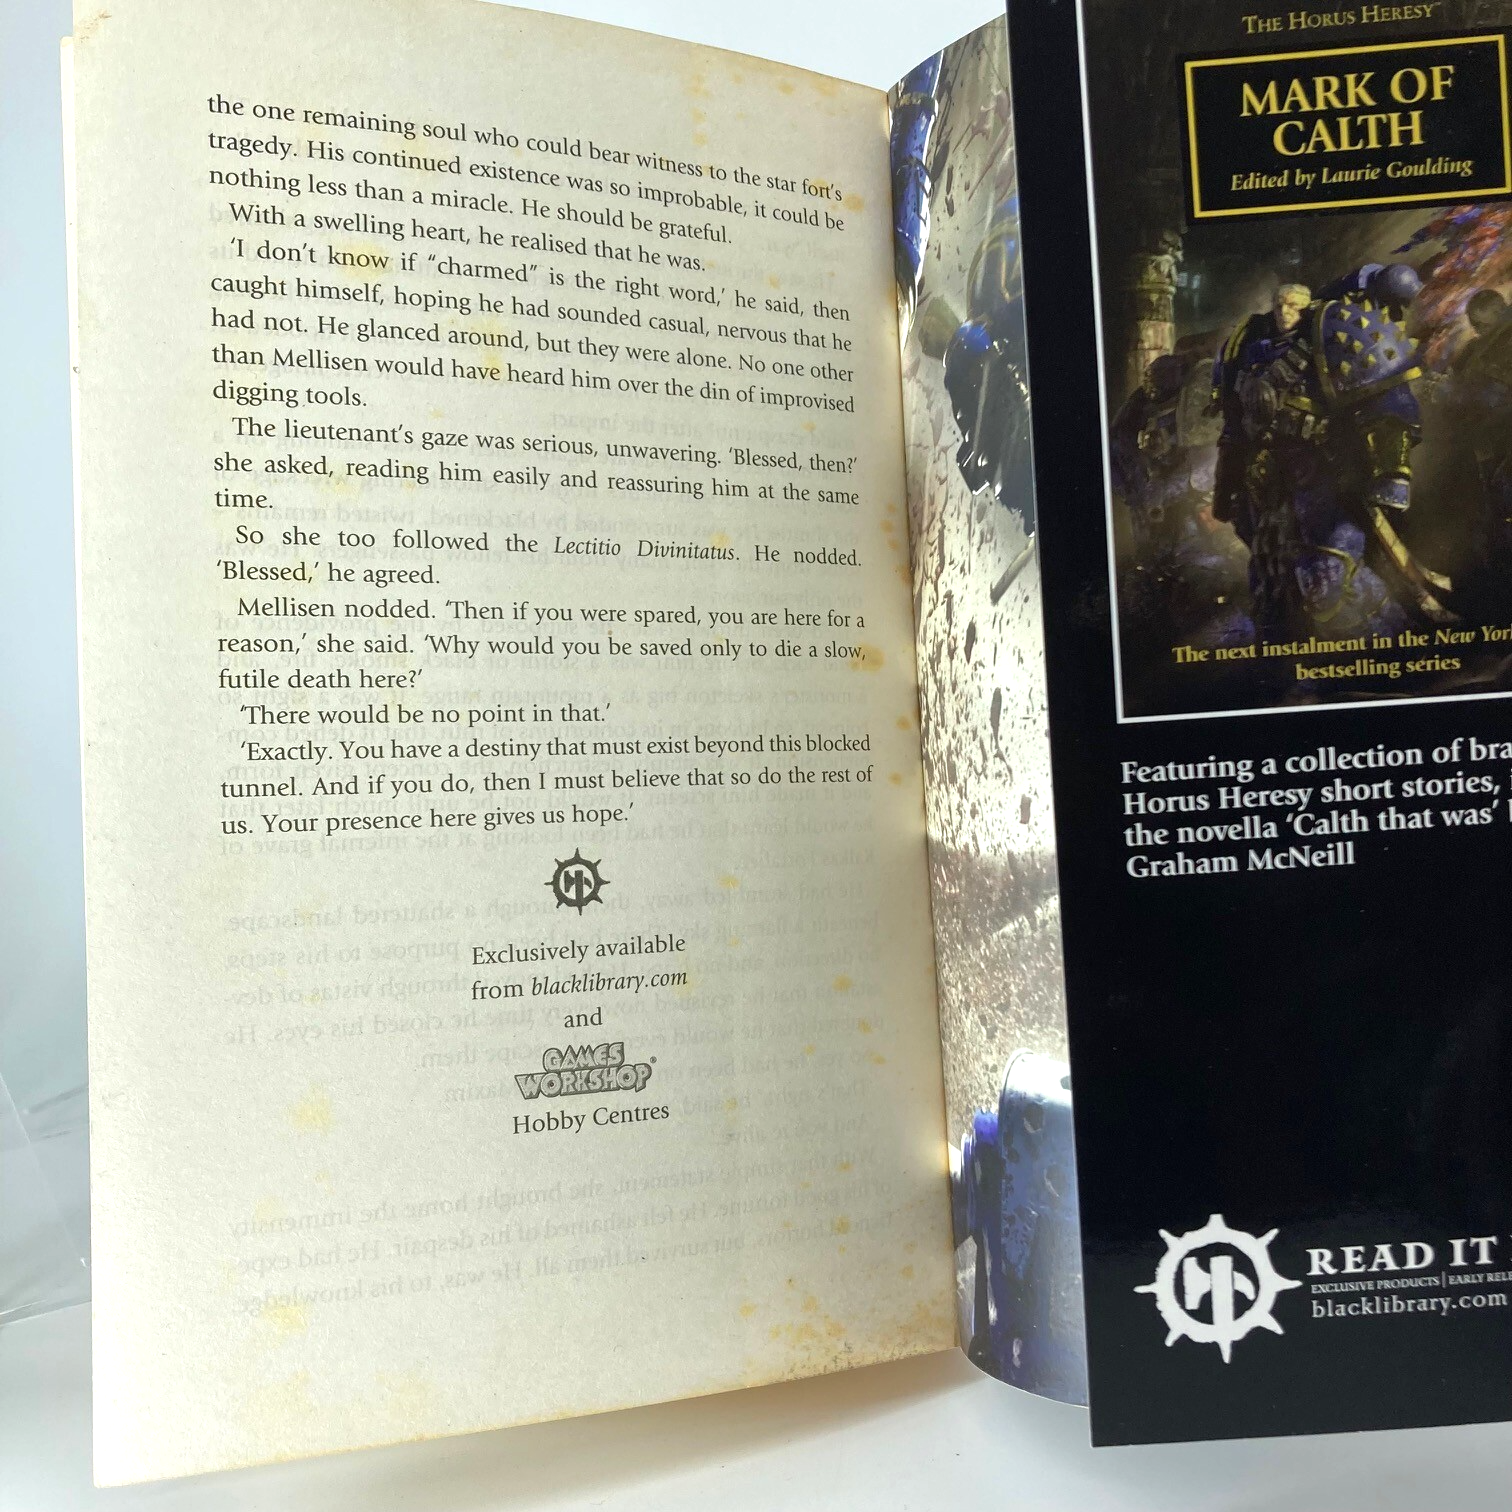 the one remaining soul who could bear witness to the star fort's
tragedy. His continued existence was so improbable, it could be
nothing less than a miracle. He should be grateful.
With a swelling heart, he realised that he was.
'I don't know if “charmed” is the right word,' he said, then
caught himself, hoping he had sounded casual, nervous that he
had not. He glanced around, but they were alone. No one other
than Mellisen would have heard him over the din of improvised
digging tools.
The lieutenant's gaze was serious, unwavering. 'Blessed, then?'
she asked, reading him easily and reassuring him at the same
time.
So she too followed the Lectitio Divinitatus. He nodded.
'Blessed,' he agreed.
Mellisen nodded. 'Then if you were spared, you are here for a
reason,' she said. 'Why would you be saved only to die a slow,
futile death here?'
'There would be no point in that.'
'Exactly. You have a destiny that must exist beyond this blocked
tunnel. And if you do, then I must believe that so do the rest of
us. Your presence here gives us hope.'
Exclusively available
from blacklibrary.com
and
GAMES
WORKSHOP®
Hobby Centres
THE HORUS HERESY™
MARK OF
CALTH
Edited by Laurie Goulding
The next instalment in the New York
bestselling series
Featuring a collection of
Horus Heresy short stories,
the novella 'Calth that was'
Graham McNeill
READ IT
EXCLUSIVE PRODUCTS | EARLY
blacklibrary.com